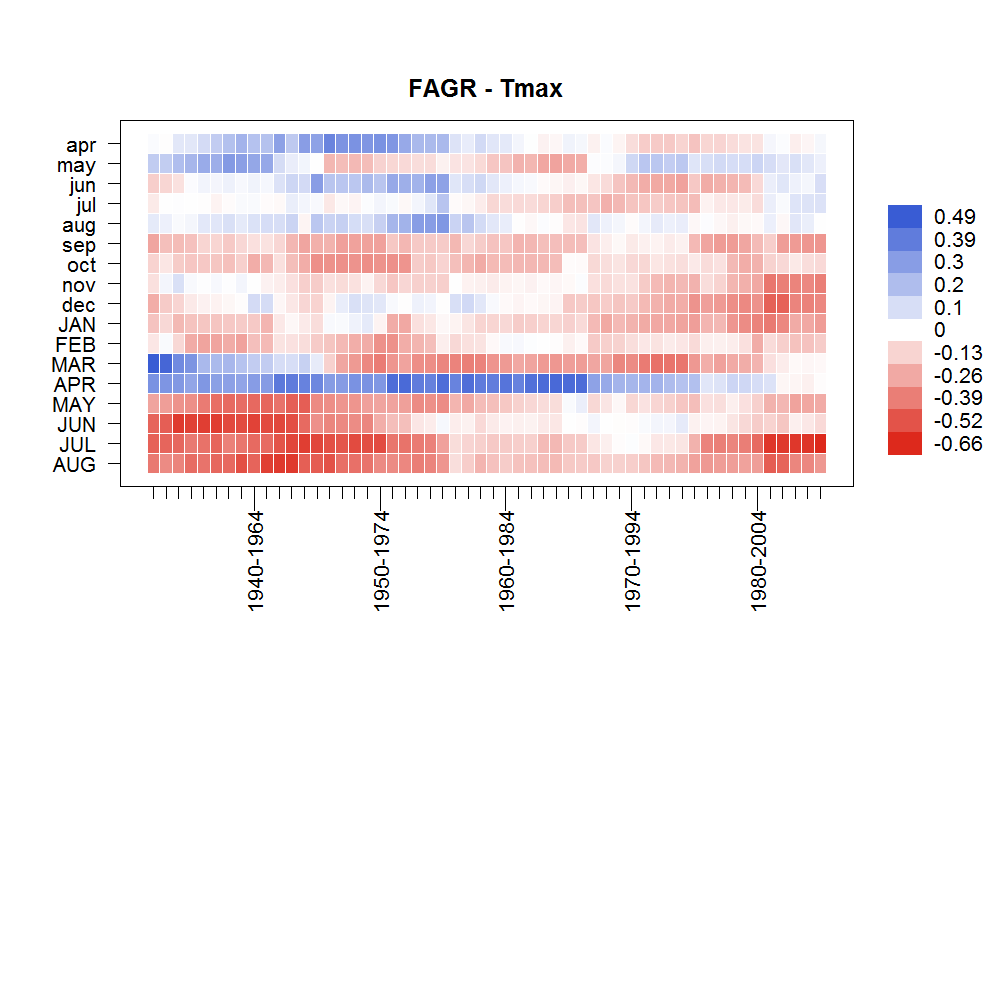 FAGR - Tmax
apr
may
jun
jul
aug
sep
oct
nov
dec
JAN
FEB
MAR
APR
MAY
JUN
JUL
AUG
0.49
0.39
0.3
0.2
0.1
0
-0.13
-0.26
-0.39
-0.52
-0.66
1940-1964
1950-1974
1960-1984
1970-1994
1980-2004